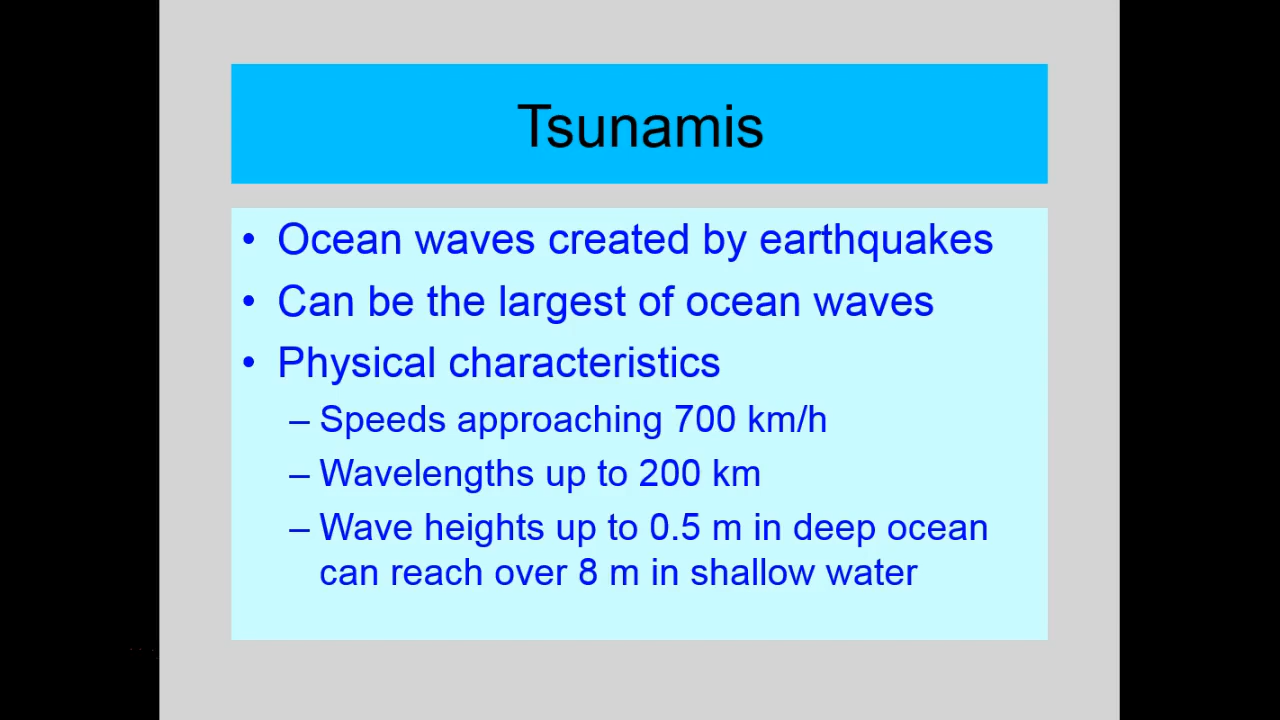 Tsunamis
• Ocean waves created by earthquakes
• Can be the largest of ocean waves
• Physical characteristics
– Speeds approaching 700 km/h
– Wavelengths up to 200 km
– Wave heights up to 0.5 m in deep ocean
can reach over 8 m in shallow water